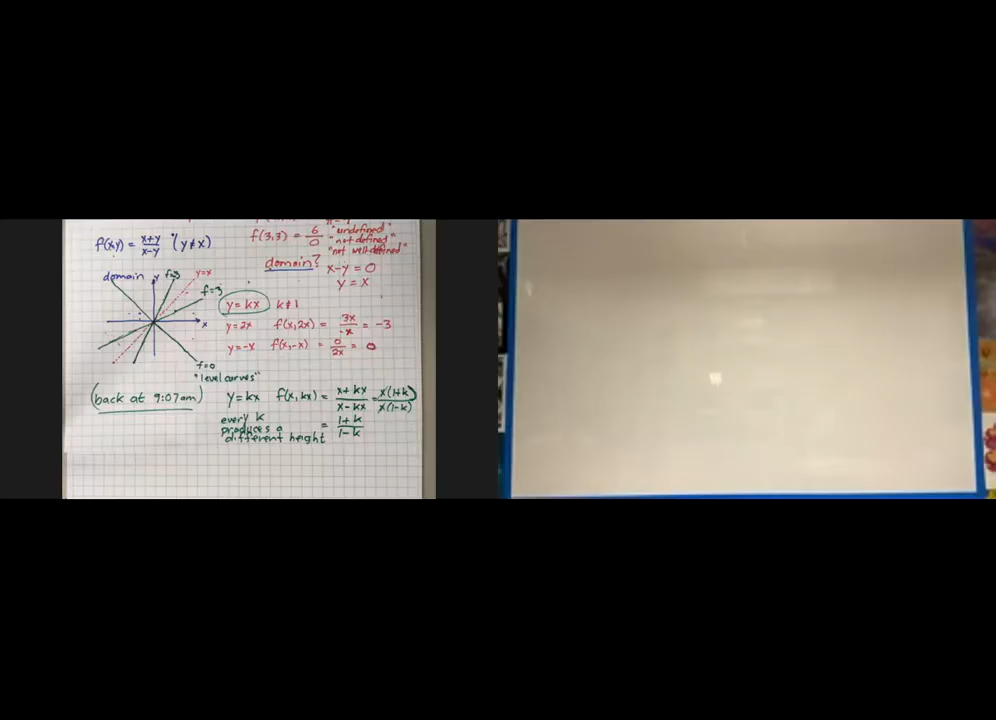 f(x,y) = x+y / x-y (y≠x)
f(3,3) = 6/0
"undefined"
"not defined"
"not well-defined"
domain? x-y = 0
y = x
domain y y=x
f=3
x
y=kx k≠1
y=2x f(x,2x) = 3x/-x = -3
y=-x f(x,-x) = 0/2x = 0
f=0
"level curves"
(back at 9:07am)
y=kx f(x,kx) = x+kx / x-kx = x(1+k) / x(1-k)
= 1+k / 1-k
every k
produces a
different height